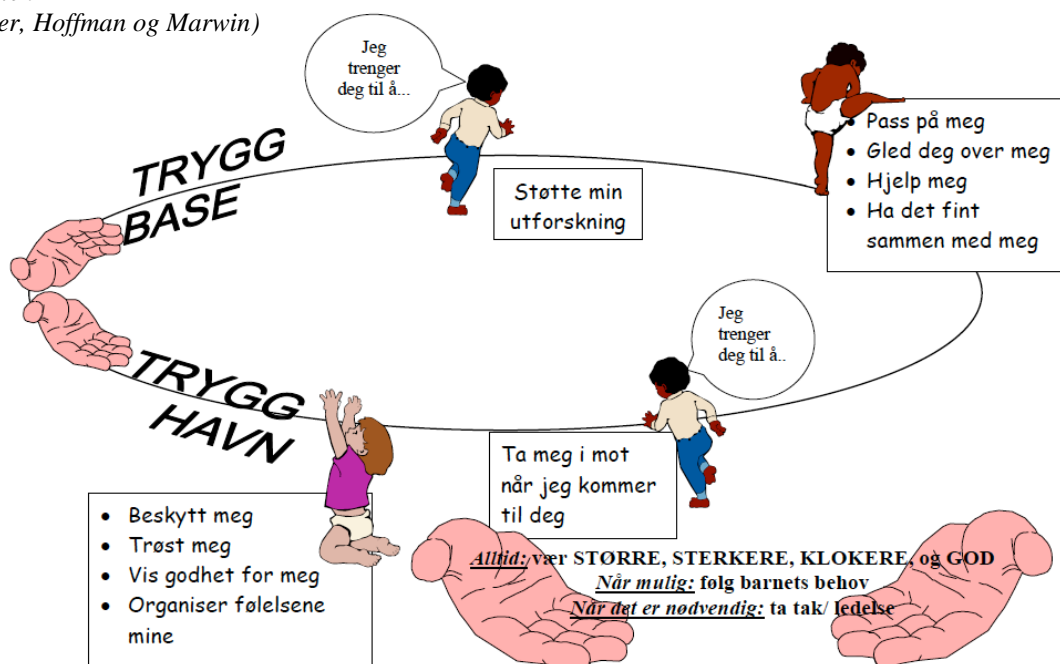 er, Hoffman og Marwin)
Jeg
trenger
deg til å...
TRYGG
BASE
Støtte min
utforskning
• Pass på meg
• Gled deg over meg
• Hjelp meg
• Ha det fint
sammen med meg
Jeg
trenger
deg til å..
TRYGG
HAVN
Ta meg i mot
når jeg kommer
til deg
• Beskytt meg
• Trøst meg
• Vis godhet for meg
• Organiser følelsene
mine
Alltid: vær STØRRE, STERKERE, KLOKERE, og GOD
Når mulig: følg barnets behov
Når det er nødvendig: ta tak/ ledelse